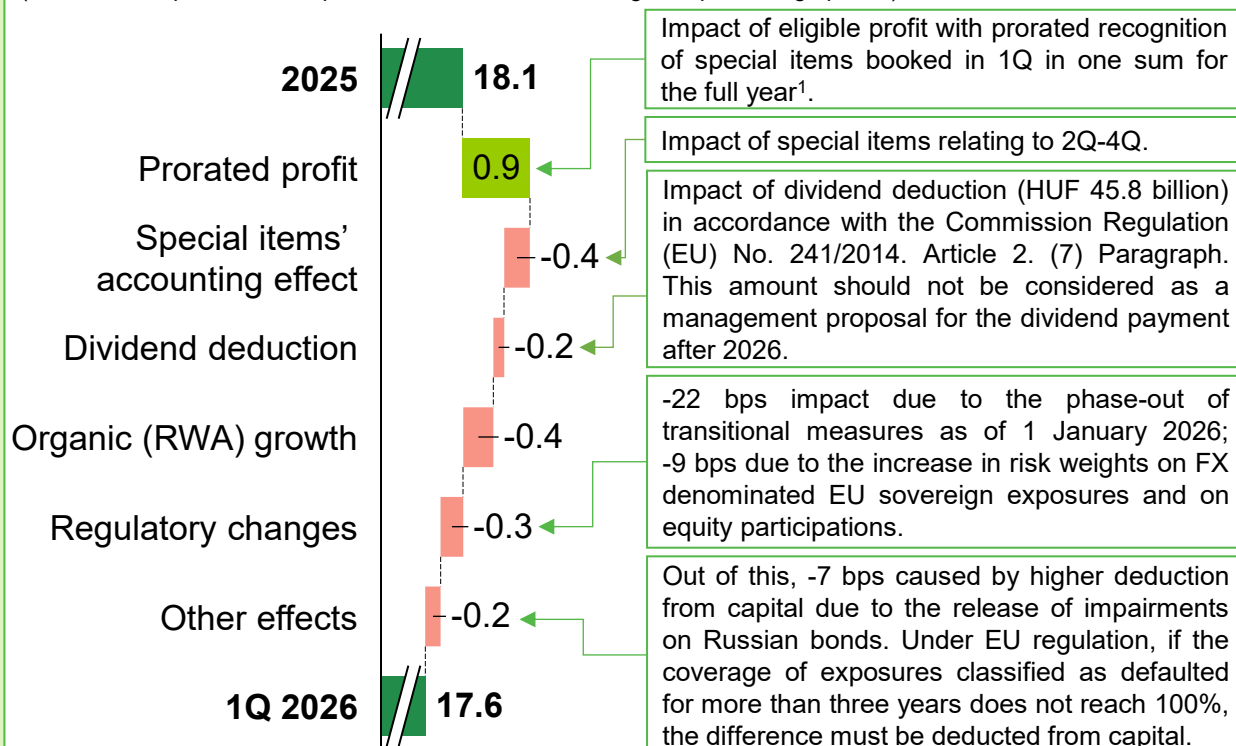 2025
18.1
Impact of eligible profit with prorated recognition
of special items booked in 1Q in one sum for
the full year¹.
Prorated profit
0.9
Impact of special items relating to 2Q-4Q.
Special items'
accounting effect
-0.4
Impact of dividend deduction (HUF 45.8 billion)
in accordance with the Commission Regulation
(EU) No. 241/2014. Article 2. (7) Paragraph.
This amount should not be considered as a
management proposal for the dividend payment
after 2026.
Dividend deduction
-0.2
Organic (RWA) growth
-0.4
-22 bps impact due to the phase-out of
transitional measures as of 1 January 2026;
-9 bps due to the increase in risk weights on FX
denominated EU sovereign exposures and on
equity participations.
Regulatory changes
-0.3
Other effects
-0.2
Out of this, -7 bps caused by higher deduction
from capital due to the release of impairments
on Russian bonds. Under EU regulation, if the
coverage of exposures classified as defaulted
for more than three years does not reach 100%,
the difference must be deducted from capital.
1Q 2026
17.6